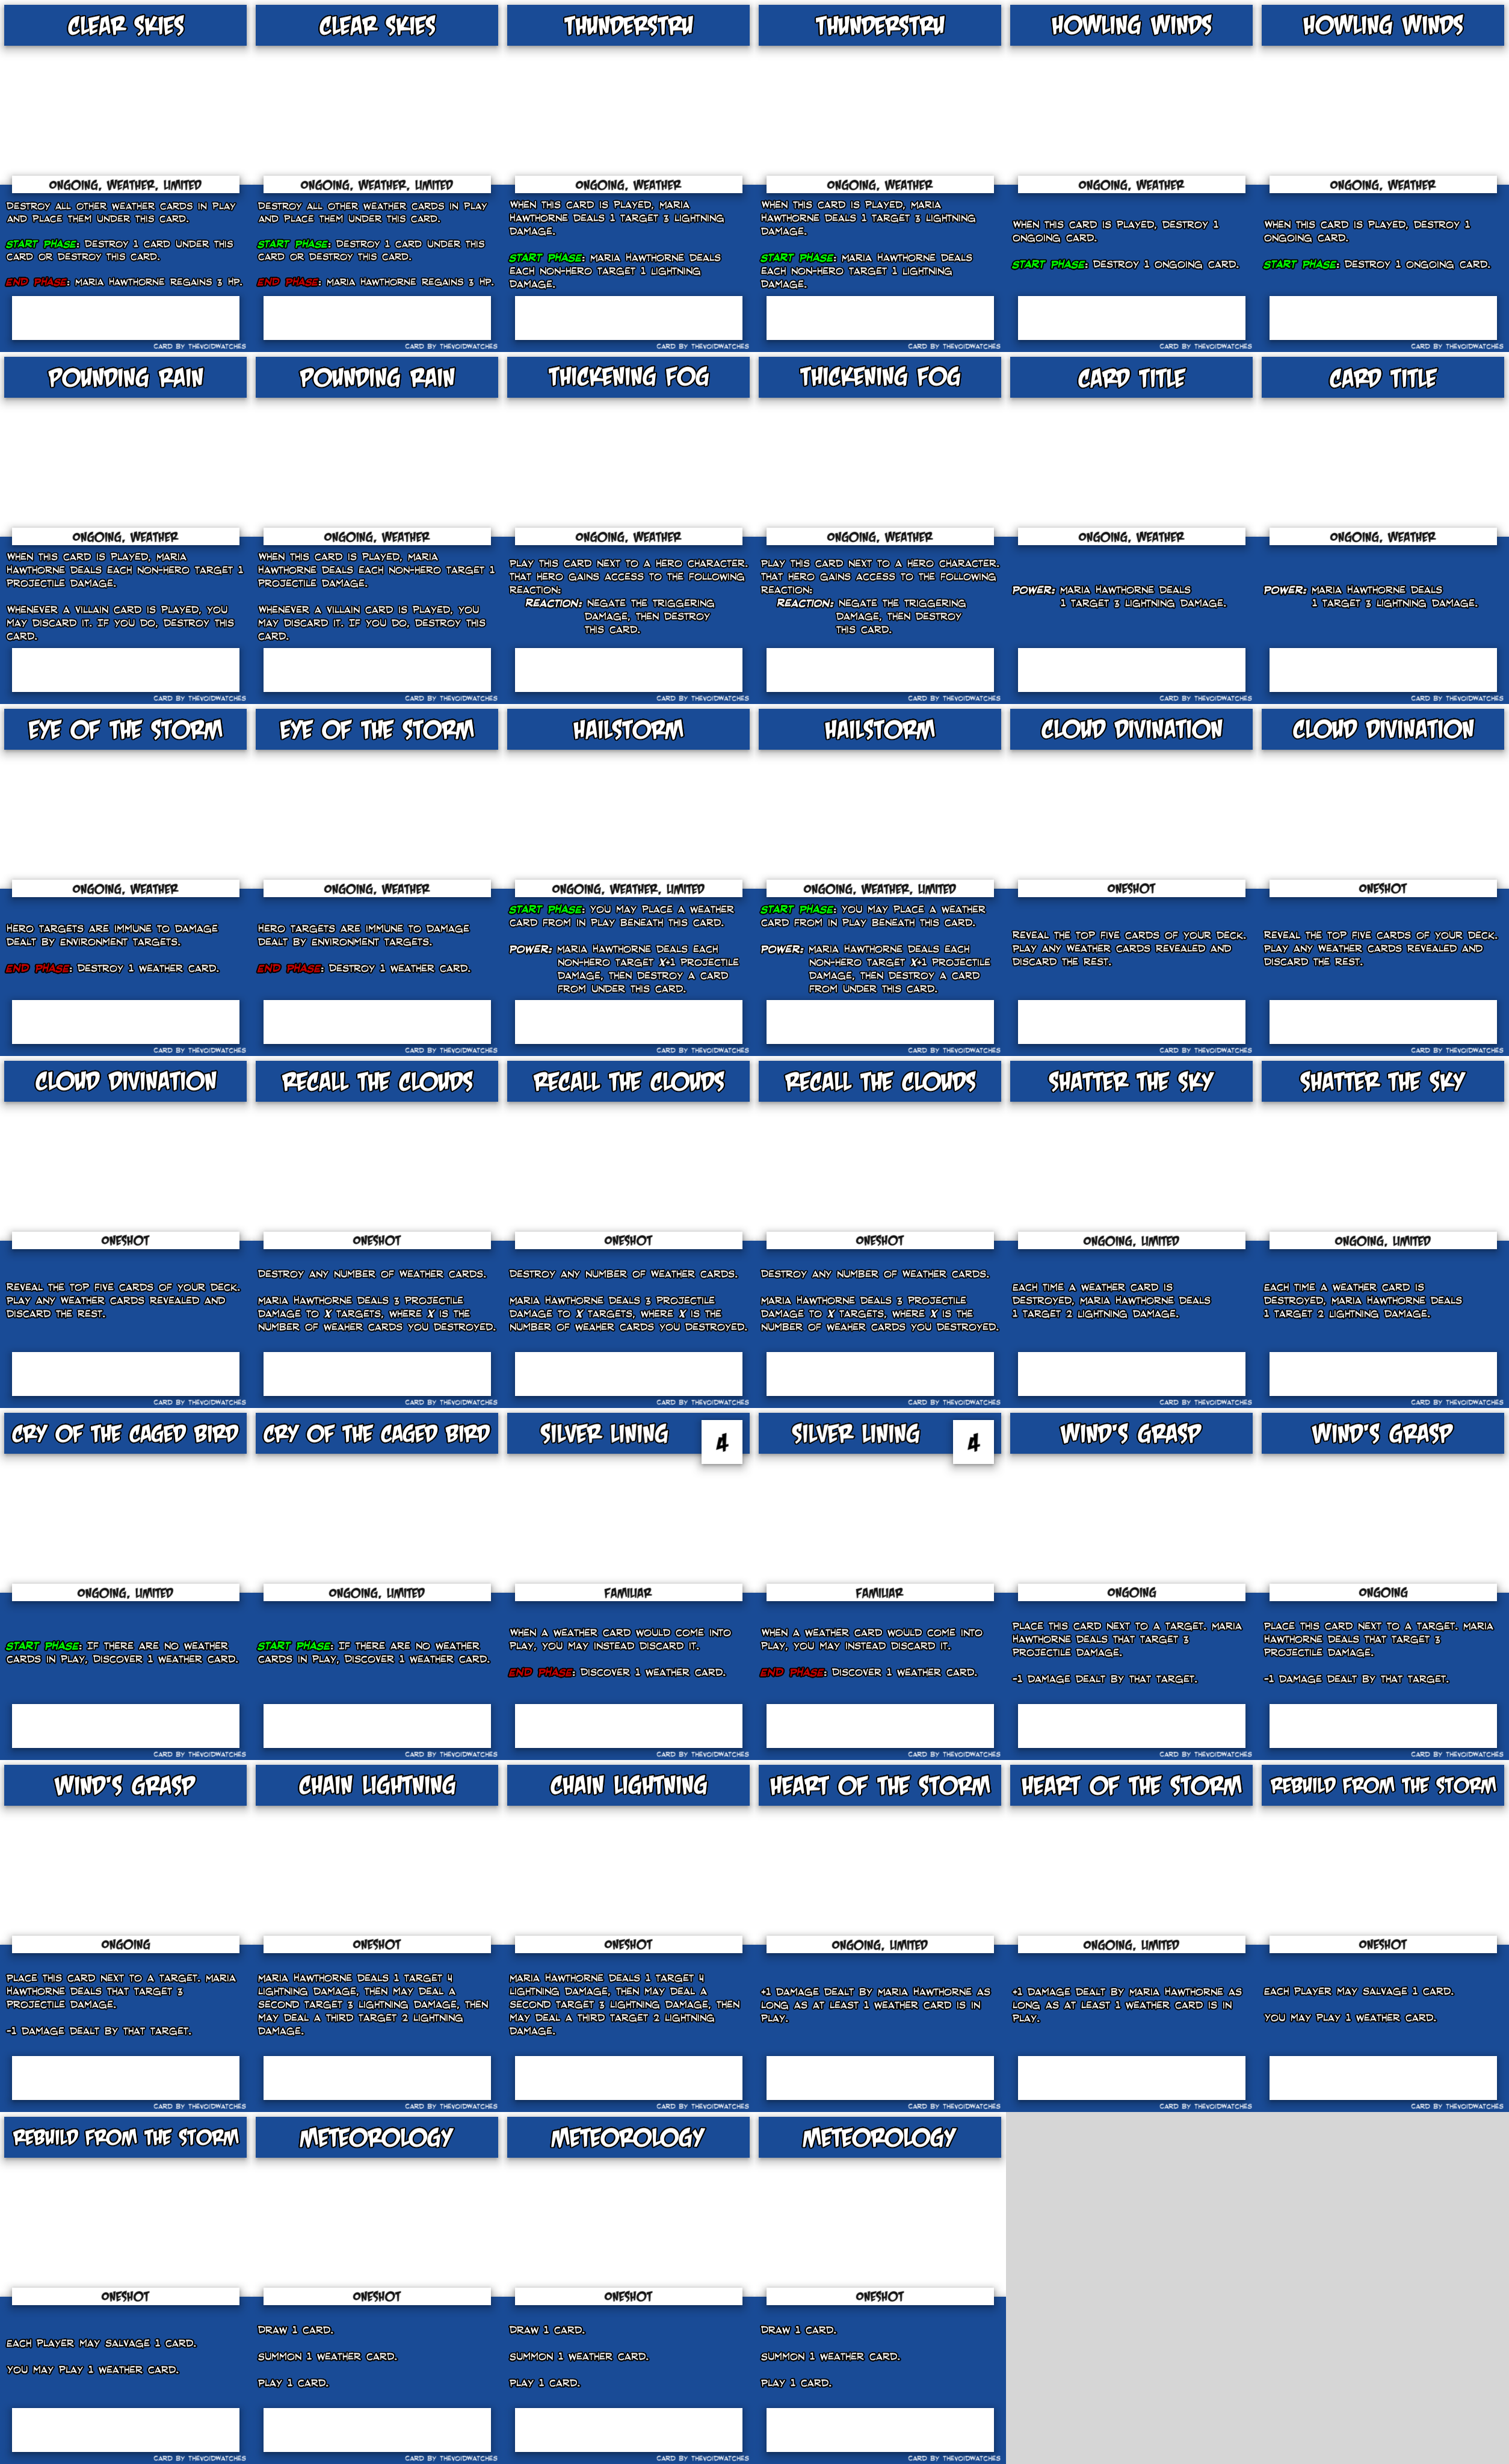 CLEAR SKIES
ONGOING, WEATHER, LIMITED
DESTROY ALL OTHER WEATHER CARDS IN PLAY
AND PLACE THEM UNDER THIS CARD.
START PHASE: DESTROY 1 CARD UNDER THIS
CARD OR DESTROY THIS CARD.
END PHASE: MARIA HAWTHORNE REGAINS 3 HP.
CARD BY THEVOIDWATCHES
CLEAR SKIES
ONGOING, WEATHER, LIMITED
DESTROY ALL OTHER WEATHER CARDS IN PLAY
AND PLACE THEM UNDER THIS CARD.
START PHASE: DESTROY 1 CARD UNDER THIS
CARD OR DESTROY THIS CARD.
END PHASE: MARIA HAWTHORNE REGAINS 3 HP.
CARD BY THEVOIDWATCHES
THUNDERSTRU
ONGOING, WEATHER
WHEN THIS CARD IS PLAYED, MARIA
HAWTHORNE DEALS 1 TARGET 3 LIGHTNING
DAMAGE.
START PHASE: MARIA HAWTHORNE DEALS
EACH NON-HERO TARGET 1 LIGHTNING
DAMAGE.
CARD BY THEVOIDWATCHES
THUNDERSTRU
ONGOING, WEATHER
WHEN THIS CARD IS PLAYED, MARIA
HAWTHORNE DEALS 1 TARGET 3 LIGHTNING
DAMAGE.
START PHASE: MARIA HAWTHORNE DEALS
EACH NON-HERO TARGET 1 LIGHTNING
DAMAGE.
CARD BY THEVOIDWATCHES
HOWLING WINDS
ONGOING, WEATHER
WHEN THIS CARD IS PLAYED, DESTROY 1
ONGOING CARD.
START PHASE: DESTROY 1 ONGOING CARD.
CARD BY THEVOIDWATCHES
HOWLING WINDS
ONGOING, WEATHER
WHEN THIS CARD IS PLAYED, DESTROY 1
ONGOING CARD.
START PHASE: DESTROY 1 ONGOING CARD.
CARD BY THEVOIDWATCHES
POUNDING RAIN
ONGOING, WEATHER
WHEN THIS CARD IS PLAYED, MARIA
HAWTHORNE DEALS EACH NON-HERO TARGET 1
PROJECTILE DAMAGE.
WHENEVER A VILLAIN CARD IS PLAYED, YOU
MAY DISCARD IT. IF YOU DO, DESTROY THIS
CARD.
CARD BY THEVOIDWATCHES
POUNDING RAIN
ONGOING, WEATHER
WHEN THIS CARD IS PLAYED, MARIA
HAWTHORNE DEALS EACH NON-HERO TARGET 1
PROJECTILE DAMAGE.
WHENEVER A VILLAIN CARD IS PLAYED, YOU
MAY DISCARD IT. IF YOU DO, DESTROY THIS
CARD.
CARD BY THEVOIDWATCHES
THICKENING FOG
ONGOING, WEATHER
PLAY THIS CARD NEXT TO A HERO CHARACTER.
THAT HERO GAINS ACCESS TO THE FOLLOWING
REACTION:
REACTION: NEGATE THE TRIGGERING
DAMAGE, THEN DESTROY
THIS CARD.
CARD BY THEVOIDWATCHES
THICKENING FOG
ONGOING, WEATHER
PLAY THIS CARD NEXT TO A HERO CHARACTER.
THAT HERO GAINS ACCESS TO THE FOLLOWING
REACTION:
REACTION: NEGATE THE TRIGGERING
DAMAGE, THEN DESTROY
THIS CARD.
CARD BY THEVOIDWATCHES
CARD TITLE
ONGOING, WEATHER
POWER: MARIA HAWTHORNE DEALS
1 TARGET 3 LIGHTNING DAMAGE.
CARD BY THEVOIDWATCHES
CARD TITLE
ONGOING, WEATHER
POWER: MARIA HAWTHORNE DEALS
1 TARGET 3 LIGHTNING DAMAGE.
CARD BY THEVOIDWATCHES
EYE OF THE STORM
ONGOING, WEATHER
HERO TARGETS ARE IMMUNE TO DAMAGE
DEALT BY ENVIRONMENT TARGETS.
END PHASE: DESTROY 1 WEATHER CARD.
CARD BY THEVOIDWATCHES
EYE OF THE STORM
ONGOING, WEATHER
HERO TARGETS ARE IMMUNE TO DAMAGE
DEALT BY ENVIRONMENT TARGETS.
END PHASE: DESTROY 1 WEATHER CARD.
CARD BY THEVOIDWATCHES
HAILSTORM
ONGOING, WEATHER, LIMITED
START PHASE: YOU MAY PLACE A WEATHER
CARD FROM IN PLAY BENEATH THIS CARD.
POWER: MARIA HAWTHORNE DEALS EACH
NON-HERO TARGET X+1 PROJECTILE
DAMAGE, THEN DESTROY A CARD
FROM UNDER THIS CARD.
CARD BY THEVOIDWATCHES
HAILSTORM
ONGOING, WEATHER, LIMITED
START PHASE: YOU MAY PLACE A WEATHER
CARD FROM IN PLAY BENEATH THIS CARD.
POWER: MARIA HAWTHORNE DEALS EACH
NON-HERO TARGET X+1 PROJECTILE
DAMAGE, THEN DESTROY A CARD
FROM UNDER THIS CARD.
CARD BY THEVOIDWATCHES
CLOUD DIVINATION
ONESHOT
REVEAL THE TOP FIVE CARDS OF YOUR DECK.
PLAY ANY WEATHER CARDS REVEALED AND
DISCARD THE REST.
CARD BY THEVOIDWATCHES
CLOUD DIVINATION
ONESHOT
REVEAL THE TOP FIVE CARDS OF YOUR DECK.
PLAY ANY WEATHER CARDS REVEALED AND
DISCARD THE REST.
CARD BY THEVOIDWATCHES
CLOUD DIVINATION
ONESHOT
REVEAL THE TOP FIVE CARDS OF YOUR DECK.
PLAY ANY WEATHER CARDS REVEALED AND
DISCARD THE REST.
CARD BY THEVOIDWATCHES
RECALL THE CLOUDS
ONESHOT
DESTROY ANY NUMBER OF WEATHER CARDS.
MARIA HAWTHORNE DEALS 3 PROJECTILE
DAMAGE TO X TARGETS, WHERE X IS THE
NUMBER OF WEAHER CARDS YOU DESTROYED.
CARD BY THEVOIDWATCHES
RECALL THE CLOUDS
ONESHOT
DESTROY ANY NUMBER OF WEATHER CARDS.
MARIA HAWTHORNE DEALS 3 PROJECTILE
DAMAGE TO X TARGETS, WHERE X IS THE
NUMBER OF WEAHER CARDS YOU DESTROYED.
CARD BY THEVOIDWATCHES
RECALL THE CLOUDS
ONESHOT
DESTROY ANY NUMBER OF WEATHER CARDS.
MARIA HAWTHORNE DEALS 3 PROJECTILE
DAMAGE TO X TARGETS, WHERE X IS THE
NUMBER OF WEAHER CARDS YOU DESTROYED.
CARD BY THEVOIDWATCHES
SHATTER THE SKY
ONGOING, LIMITED
EACH TIME A WEATHER CARD IS
DESTROYED, MARIA HAWTHORNE DEALS
1 TARGET 2 LIGHTNING DAMAGE.
CARD BY THEVOIDWATCHES
SHATTER THE SKY
ONGOING, LIMITED
EACH TIME A WEATHER CARD IS
DESTROYED, MARIA HAWTHORNE DEALS
1 TARGET 2 LIGHTNING DAMAGE.
CARD BY THEVOIDWATCHES
CRY OF THE CAGED BIRD
ONGOING, LIMITED
START PHASE: IF THERE ARE NO WEATHER
CARDS IN PLAY, DISCOVER 1 WEATHER CARD.
CARD BY THEVOIDWATCHES
CRY OF THE CAGED BIRD
ONGOING, LIMITED
START PHASE: IF THERE ARE NO WEATHER
CARDS IN PLAY, DISCOVER 1 WEATHER CARD.
CARD BY THEVOIDWATCHES
SILVER LINING
4
FAMILIAR
WHEN A WEATHER CARD WOULD COME INTO
PLAY, YOU MAY INSTEAD DISCARD IT.
END PHASE: DISCOVER 1 WEATHER CARD.
CARD BY THEVOIDWATCHES
SILVER LINING
4
FAMILIAR
WHEN A WEATHER CARD WOULD COME INTO
PLAY, YOU MAY INSTEAD DISCARD IT.
END PHASE: DISCOVER 1 WEATHER CARD.
CARD BY THEVOIDWATCHES
WIND'S GRASP
ONGOING
PLACE THIS CARD NEXT TO A TARGET. MARIA
HAWTHORNE DEALS THAT TARGET 3
PROJECTILE DAMAGE.
-1 DAMAGE DEALT BY THAT TARGET.
CARD BY THEVOIDWATCHES
WIND'S GRASP
ONGOING
PLACE THIS CARD NEXT TO A TARGET. MARIA
HAWTHORNE DEALS THAT TARGET 3
PROJECTILE DAMAGE.
-1 DAMAGE DEALT BY THAT TARGET.
CARD BY THEVOIDWATCHES
WIND'S GRASP
ONGOING
PLACE THIS CARD NEXT TO A TARGET. MARIA
HAWTHORNE DEALS THAT TARGET 3
PROJECTILE DAMAGE.
-1 DAMAGE DEALT BY THAT TARGET.
CARD BY THEVOIDWATCHES
CHAIN LIGHTNING
ONESHOT
MARIA HAWTHORNE DEALS 1 TARGET 4
LIGHTNING DAMAGE, THEN MAY DEAL A
SECOND TARGET 3 LIGHTNING DAMAGE, THEN
MAY DEAL A THIRD TARGET 2 LIGHTNING
DAMAGE.
CARD BY THEVOIDWATCHES
CHAIN LIGHTNING
ONESHOT
MARIA HAWTHORNE DEALS 1 TARGET 4
LIGHTNING DAMAGE, THEN MAY DEAL A
SECOND TARGET 3 LIGHTNING DAMAGE, THEN
MAY DEAL A THIRD TARGET 2 LIGHTNING
DAMAGE.
CARD BY THEVOIDWATCHES
HEART OF THE STORM
ONGOING, LIMITED
+1 DAMAGE DEALT BY MARIA HAWTHORNE AS
LONG AS AT LEAST 1 WEATHER CARD IS IN
PLAY.
CARD BY THEVOIDWATCHES
HEART OF THE STORM
ONGOING, LIMITED
+1 DAMAGE DEALT BY MARIA HAWTHORNE AS
LONG AS AT LEAST 1 WEATHER CARD IS IN
PLAY.
CARD BY THEVOIDWATCHES
REBUILD FROM THE STORM
ONESHOT
EACH PLAYER MAY SALVAGE 1 CARD.
YOU MAY PLAY 1 WEATHER CARD.
CARD BY THEVOIDWATCHES
REBUILD FROM THE STORM
ONESHOT
EACH PLAYER MAY SALVAGE 1 CARD.
YOU MAY PLAY 1 WEATHER CARD.
CARD BY THEVOIDWATCHES
METEOROLOGY
ONESHOT
DRAW 1 CARD.
SUMMON 1 WEATHER CARD.
PLAY 1 CARD.
CARD BY THEVOIDWATCHES
METEOROLOGY
ONESHOT
DRAW 1 CARD.
SUMMON 1 WEATHER CARD.
PLAY 1 CARD.
CARD BY THEVOIDWATCHES
METEOROLOGY
ONESHOT
DRAW 1 CARD.
SUMMON 1 WEATHER CARD.
PLAY 1 CARD.
CARD BY THEVOIDWATCHES